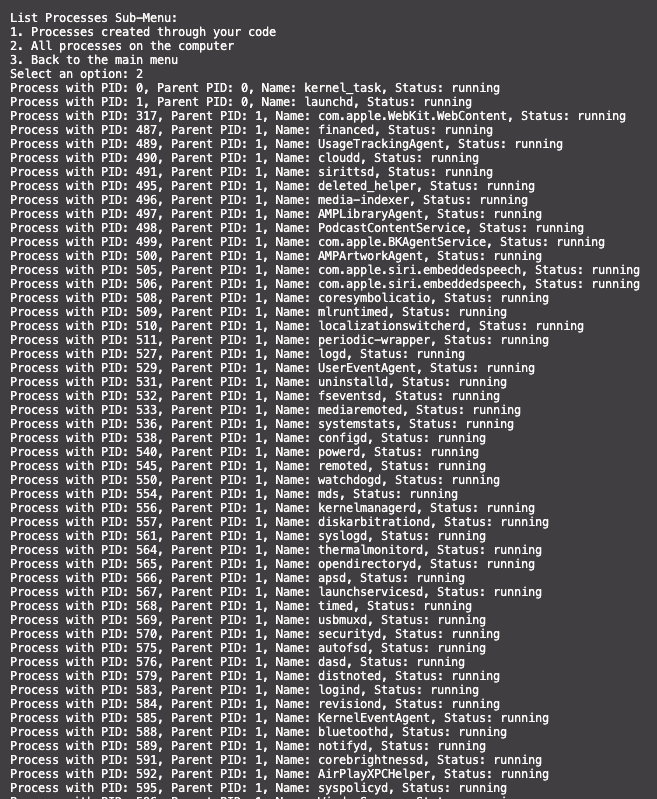 List Processes Sub-Menu:
1. Processes created through your code
2. All processes on the computer
3. Back to the main menu
Select an option: 2
Process with PID: 0, Parent PID: 0, Name: kernel_task, Status: running
Process with PID: 1, Parent PID: 0, Name: launchd, Status: running
Process with PID: 317, Parent PID: 1, Name: com.apple.WebKit.WebContent, Status: running
Process with PID: 487, Parent PID: 1, Name: financed, Status: running
Process with PID: 489, Parent PID: 1, Name: UsageTrackingAgent, Status: running
Process with PID: 490, Parent PID: 1, Name: cloudd, Status: running
Process with PID: 491, Parent PID: 1, Name: sirittsd, Status: running
Process with PID: 495, Parent PID: 1, Name: deleted_helper, Status: running
Process with PID: 496, Parent PID: 1, Name: media-indexer, Status: running
Process with PID: 497, Parent PID: 1, Name: AMPLibraryAgent, Status: running
Process with PID: 498, Parent PID: 1, Name: PodcastContentService, Status: running
Process with PID: 499, Parent PID: 1, Name: com.apple.BKAgentService, Status: running
Process with PID: 500, Parent PID: 1, Name: AMPArtworkAgent, Status: running
Process with PID: 505, Parent PID: 1, Name: com.apple.siri.embeddedspeech, Status: running
Process with PID: 506, Parent PID: 1, Name: com.apple.siri.embeddedspeech, Status: running
Process with PID: 508, Parent PID: 1, Name: coresymbolicatio, Status: running
Process with PID: 509, Parent PID: 1, Name: mlruntimed, Status: running
Process with PID: 510, Parent PID: 1, Name: localizationswitcherd, Status: running
Process with PID: 511, Parent PID: 1, Name: periodic-wrapper, Status: running
Process with PID: 527, Parent PID: 1, Name: logd, Status: running
Process with PID: 529, Parent PID: 1, Name: UserEventAgent, Status: running
Process with PID: 531, Parent PID: 1, Name: uninstalld, Status: running
Process with PID: 532, Parent PID: 1, Name: fseventsd, Status: running
Process with PID: 533, Parent PID: 1, Name: mediaremoted, Status: running
Process with PID: 536, Parent PID: 1, Name: systemstats, Status: running
Process with PID: 538, Parent PID: 1, Name: configd, Status: running
Process with PID: 540, Parent PID: 1, Name: powerd, Status: running
Process with PID: 545, Parent PID: 1, Name: remoted, Status: running
Process with PID: 550, Parent PID: 1, Name: watchdogd, Status: running
Process with PID: 554, Parent PID: 1, Name: mds, Status: running
Process with PID: 556, Parent PID: 1, Name: kernelmanagerd, Status: running
Process with PID: 557, Parent PID: 1, Name: diskarbitrationd, Status: running
Process with PID: 561, Parent PID: 1, Name: syslogd, Status: running
Process with PID: 564, Parent PID: 1, Name: thermalmonitord, Status: running
Process with PID: 565, Parent PID: 1, Name: opendirectoryd, Status: running
Process with PID: 566, Parent PID: 1, Name: apsd, Status: running
Process with PID: 567, Parent PID: 1, Name: launchservicesd, Status: running
Process with PID: 568, Parent PID: 1, Name: timed, Status: running
Process with PID: 569, Parent PID: 1, Name: usbmuxd, Status: running
Process with PID: 570, Parent PID: 1, Name: securityd, Status: running
Process with PID: 575, Parent PID: 1, Name: autofsd, Status: running
Process with PID: 576, Parent PID: 1, Name: dasd, Status: running
Process with PID: 579, Parent PID: 1, Name: distnoted, Status: running
Process with PID: 583, Parent PID: 1, Name: logind, Status: running
Process with PID: 584, Parent PID: 1, Name: revisiond, Status: running
Process with PID: 585, Parent PID: 1, Name: KernelEventAgent, Status: running
Process with PID: 588, Parent PID: 1, Name: bluetoothd, Status: running
Process with PID: 589, Parent PID: 1, Name: notifyd, Status: running
Process with PID: 591, Parent PID: 1, Name: corebrightnessd, Status: running
Process with PID: 592, Parent PID: 1, Name: AirPlayXPCHelper, Status: running
Process with PID: 595, Parent PID: 1, Name: syspolicyd, Status: running